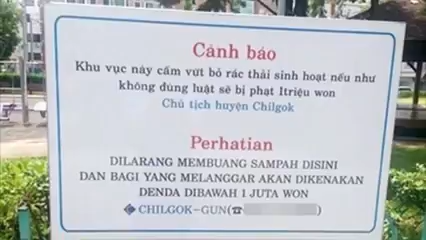 Cảnh báo
Khu vực này cấm vứt bỏ rác thải sinh hoạt nếu như
không đúng luật sẽ bị phạt 1triệu won
Chủ tịch huyện Chilgok
Perhatian
DILARANG MEMBUANG SAMPAH DISINI
DAN BAGI YANG MELANGGAR AKAN DIKENAKAN
DENDA DIBAWAH 1 JUTA WON
CHILGOK-GUN(☎